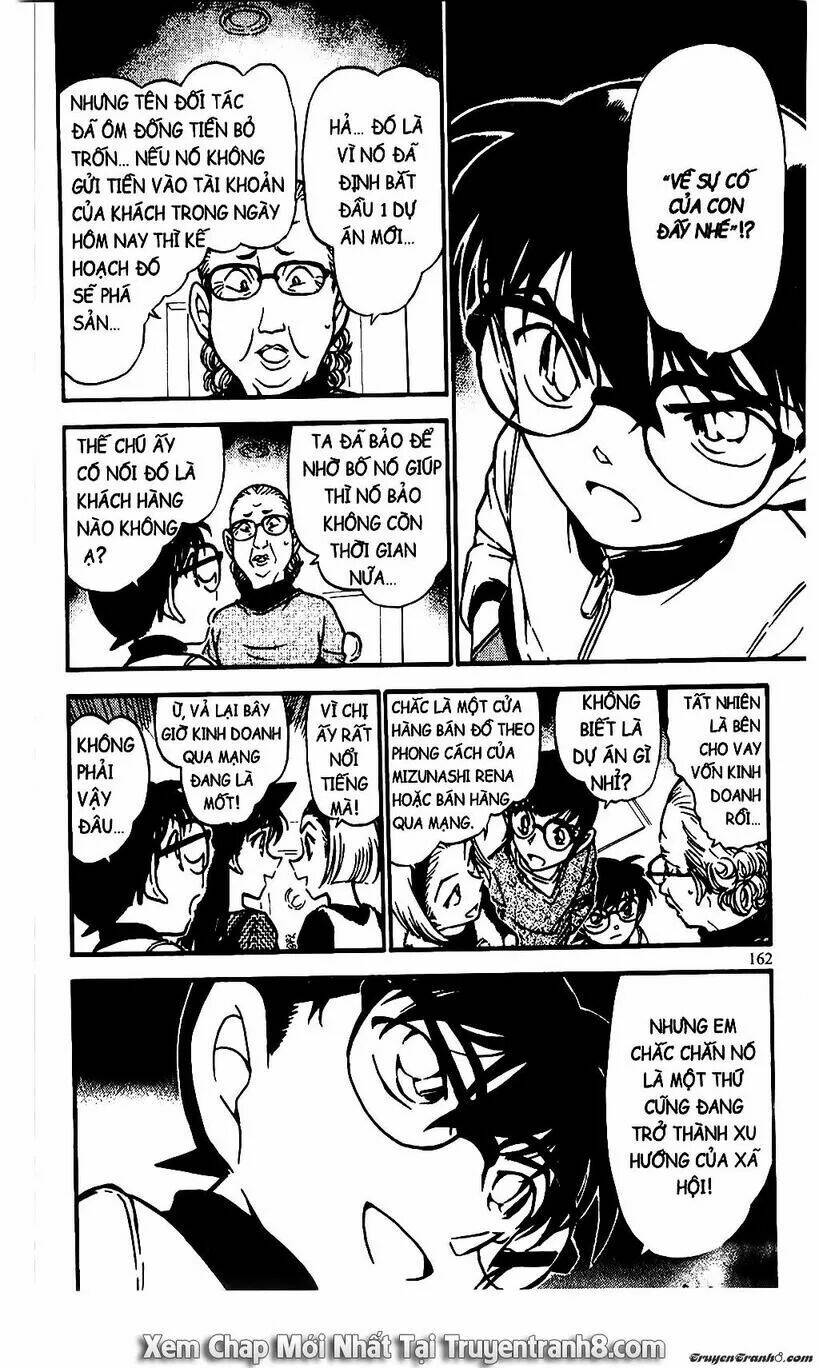 "VỀ SỰ CỐ
CỦA CON
ĐẤY NHÉ"!?
HẢ... ĐÓ LÀ
VÌ NÓ ĐÃ
ĐỊNH BẮT
ĐẦU 1 DỰ
ÁN MỚI...
NHƯNG TÊN ĐỐI TÁC
ĐÃ ÔM ĐỐNG TIỀN BỎ
TRỐN... NẾU NÓ KHÔNG
GỬI TIỀN VÀO TÀI KHOẢN
CỦA KHÁCH TRONG NGÀY
HÔM NAY THÌ KẾ
HOẠCH ĐÓ
SẼ PHÁ
SẢN...
TA ĐÃ BẢO ĐỂ
NHỜ BỐ NÓ GIÚP
THÌ NÓ BẢO
KHÔNG CÒN
THỜI GIAN
NỮA...
THẾ CHÚ ẤY
CÓ NÓI ĐÓ LÀ
KHÁCH HÀNG
NÀO KHÔNG
Ạ?
TẤT NHIÊN
LÀ BÊN
CHO VAY
VỐN KINH
DOANH
RỒI...
KHÔNG
BIẾT LÀ
DỰ ÁN GÌ
NHỈ?
CHẮC LÀ MỘT CỬA
HÀNG BÁN ĐỒ THEO
PHONG CÁCH CỦA
MIZUNASHI RENA
HOẶC BÁN HÀNG
QUA MẠNG.
VÌ CHỊ
ẤY RẤT
NỔI
TIẾNG
MÀ!
Ừ, VẢ LẠI BÂY
GIỜ KINH DOANH
QUA MẠNG
ĐANG LÀ
MỐT!
KHÔNG
PHẢI
VẬY
ĐÂU...
162
NHƯNG EM
CHẮC CHẮN NÓ
LÀ MỘT THỨ
CŨNG ĐANG
TRỞ THÀNH XU
HƯỚNG CỦA XÃ
HỘI!
Xem Chap Mới Nhất Tại Truyentranh8.com
TruyenTranh8.com